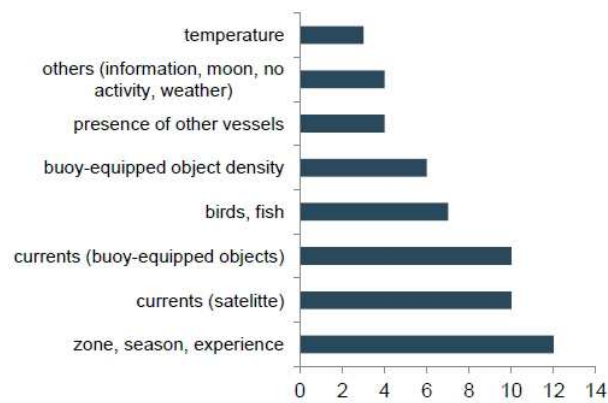 temperature
others (information, moon, no
activity, weather)
presence of other vessels
buoy-equipped object density
birds, fish
currents (buoy-equipped objects)
currents (satelitte)
zone, season, experience
0 2 4 6 8 10 12 14